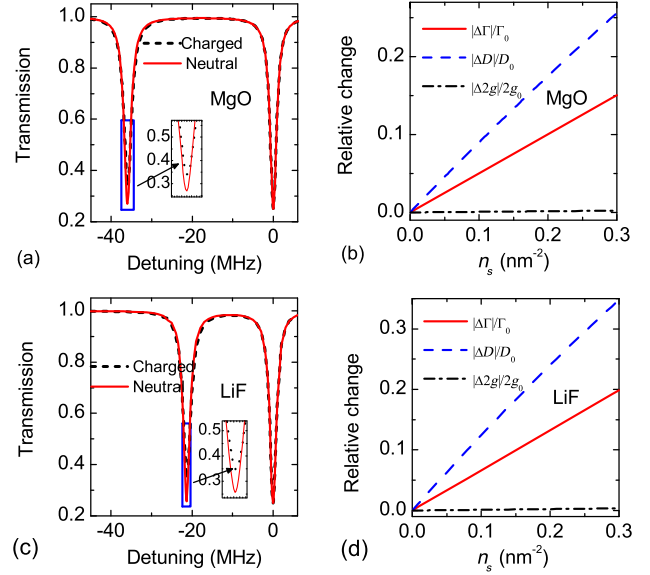 1.0
0.8
0.6
0.4
0.2
Transmission
Charged
Neutral
MgO
0.5
0.4
0.3
-40
-20
0
Detuning (MHz)
(a)
0.2
0.1
0.0
Relative change
|ΔΓ|/Γ0
|ΔD|/D0
|Δ2g|/2g0
MgO
0.0
0.1
0.2
0.3
ns (nm-2)
(b)
1.0
0.8
0.6
0.4
0.2
Transmission
Charged
Neutral
LiF
0.5
0.4
0.3
-40
-20
0
Detuning (MHz)
(c)
0.3
0.2
0.1
0.0
Relative change
|ΔΓ|/Γ0
|ΔD|/D0
|Δ2g|/2g0
LiF
0.0
0.1
0.2
0.3
ns (nm-2)
(d)